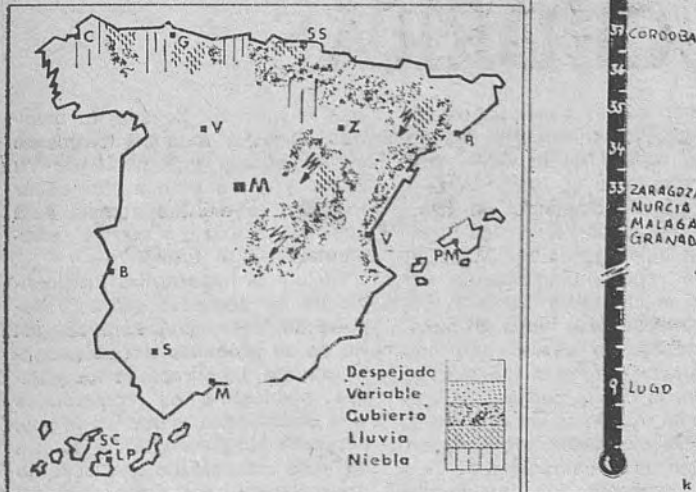 C
G
SS
V
Z
B
M
V
PM
B
S
M
SC
LP
Despejado
Variable
Cubierto
Lluvia
Niebla
37 CORDOBA
36
35
34
33 ZARAGOZA
MURCIA
MALAGA
GRANAD
9 LUGO
k